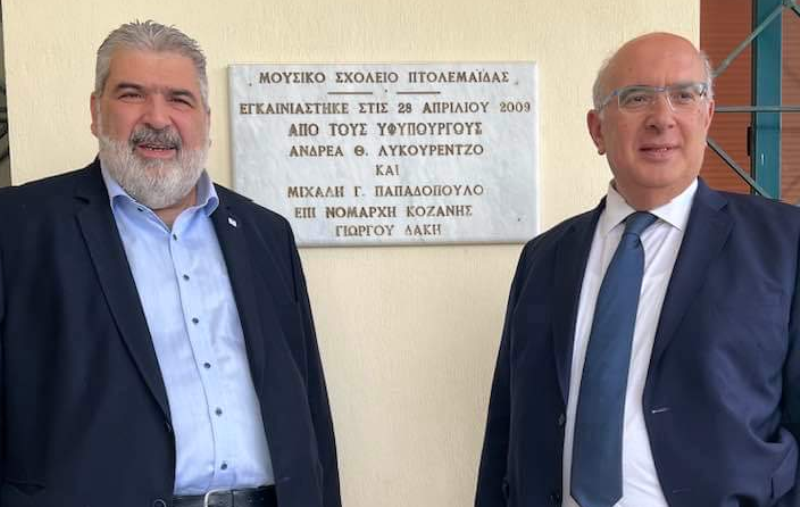 ΜΟΥΣΙΚΟ ΣΧΟΛΕΙΟ ΠΤΟΛΕΜΑΪΔΑΣ
ΕΓΚΑΙΝΙΑΣΤΗΚΕ ΣΤΙΣ 28 ΑΠΡΙΛΙΟΥ 2009
ΑΠΟ ΤΟΥΣ ΥΦΥΠΟΥΡΓΟΥΣ
ΑΝΔΡΕΑ Θ. ΛΥΚΟΥΡΕΝΤΖΟ
ΚΑΙ
ΜΙΧΑΛΗ Γ. ΠΑΠΑΔΟΠΟΥΛΟ
ΕΠΙ ΝΟΜΑΡΧΗ ΚΟΖΑΝΗΣ
ΓΙΩΡΓΟΥ ΔΑΚΗ